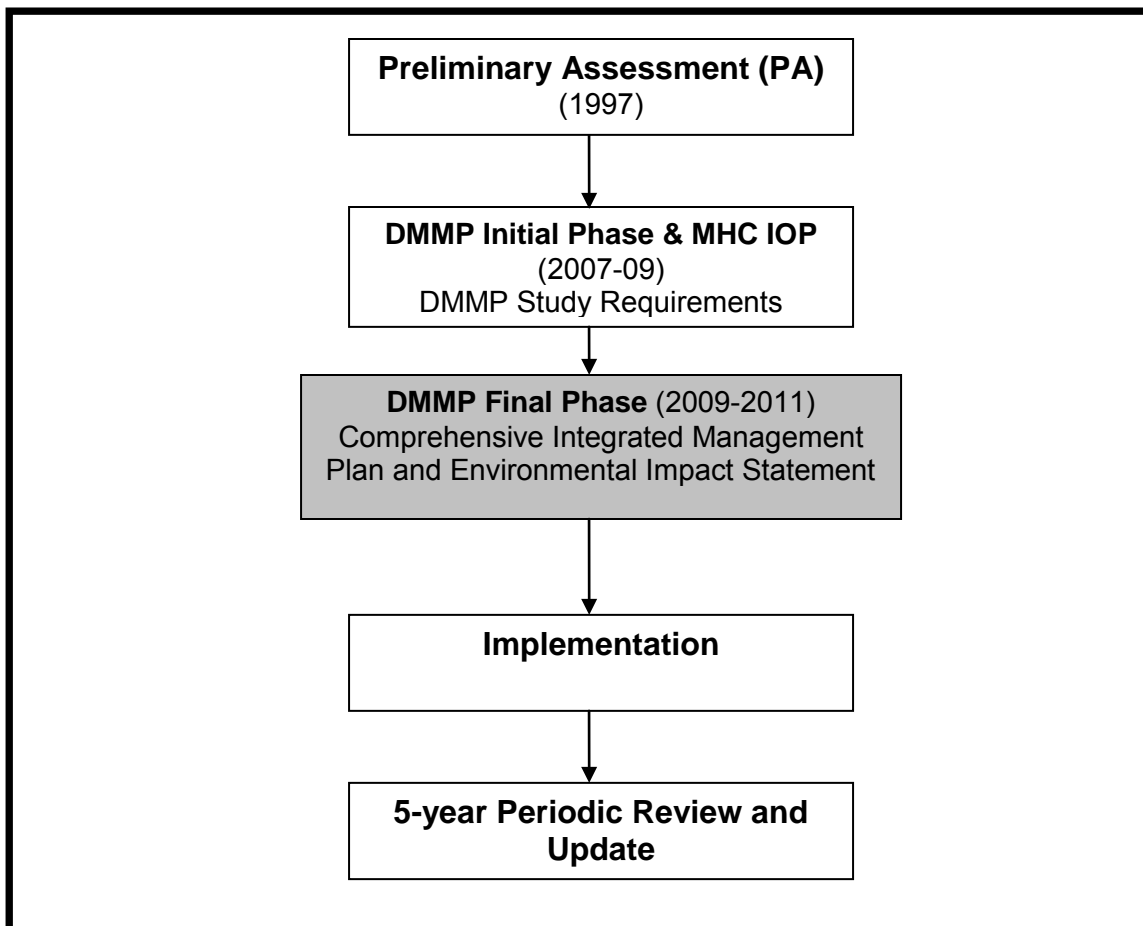 Preliminary Assessment (PA)
(1997)
DMMP Initial Phase & MHC IOP
(2007-09)
DMMP Study Requirements
DMMP Final Phase (2009-2011)
Comprehensive Integrated Management
Plan and Environmental Impact Statement
Implementation
5-year Periodic Review and
Update